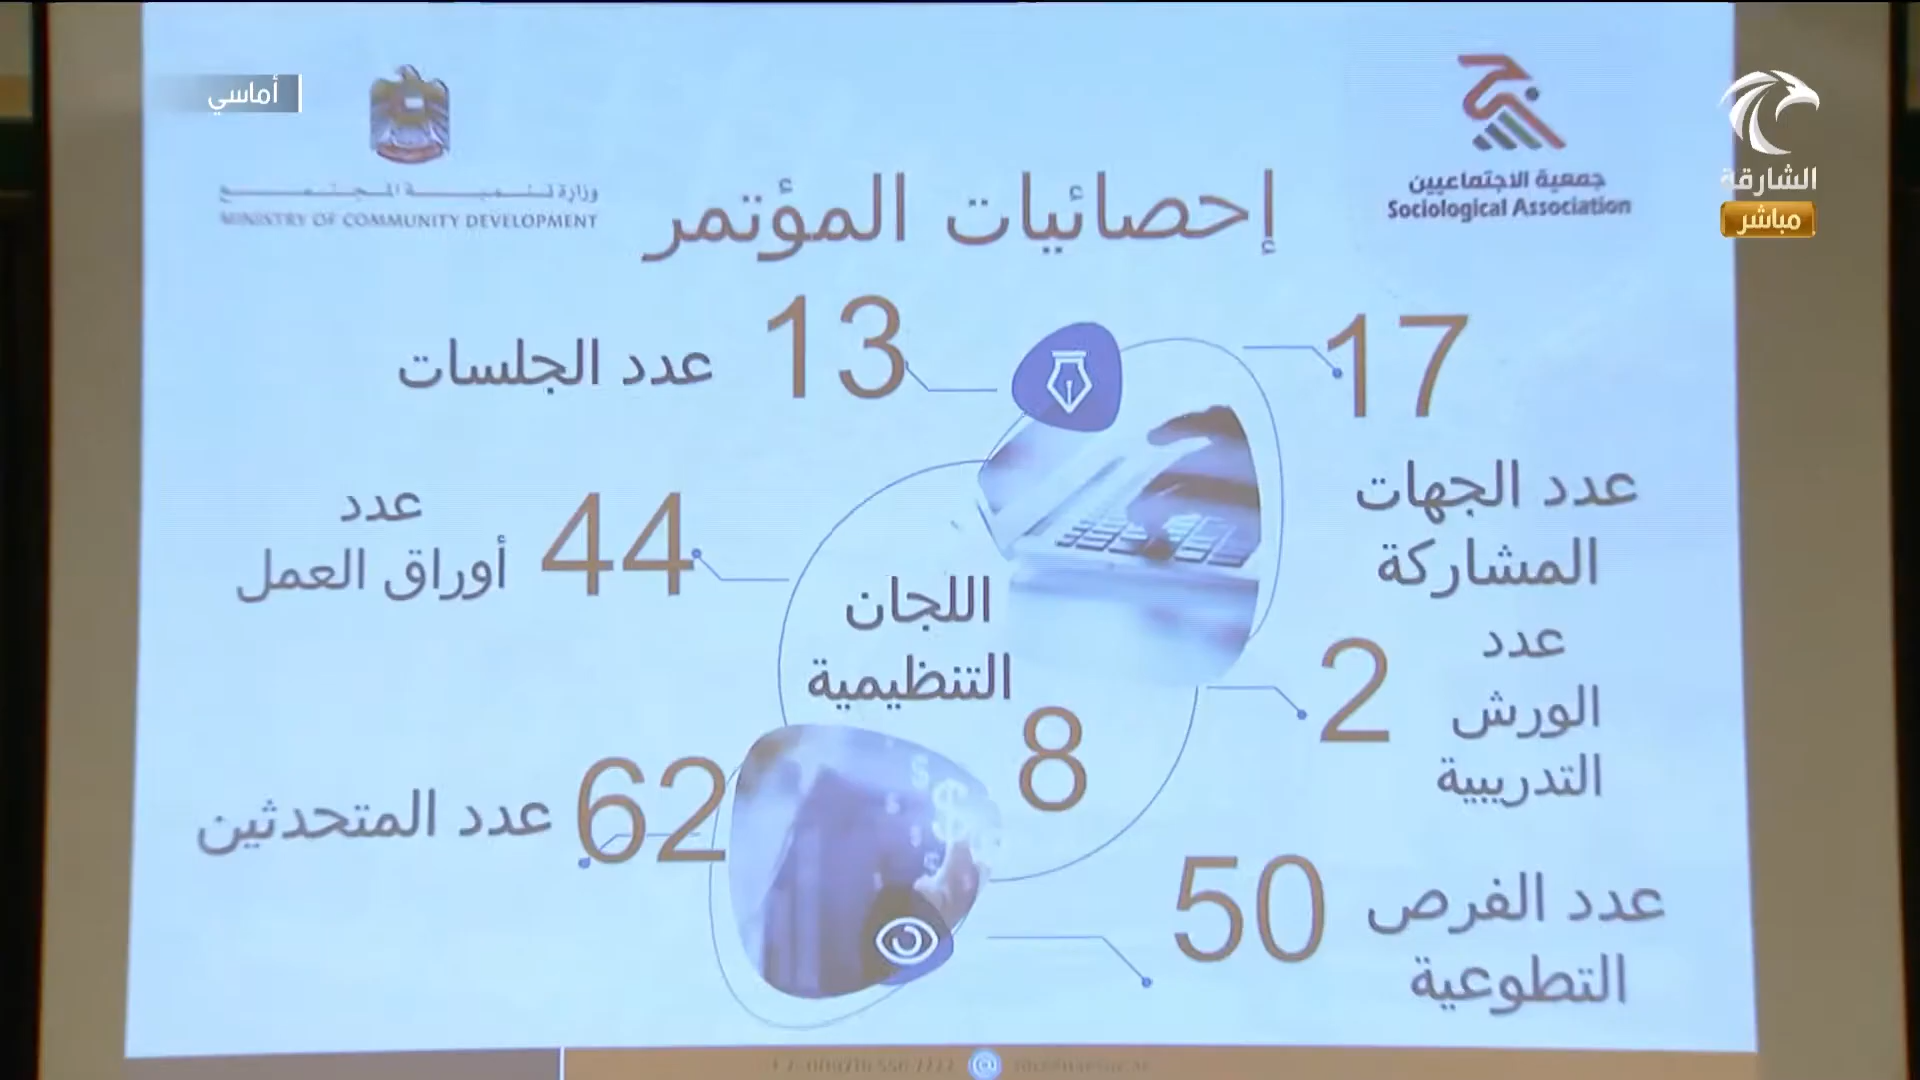 أماسي
وزارة تنمية المجتمع
MINISTRY OF COMMUNITY DEVELOPMENT
جمعية الاجتماعيين
Sociological Association
الشارقة
مباشر
إحصائيات المؤتمر
17
عدد الجهات
المشاركة
13
عدد الجلسات
44
عدد
أوراق العمل
اللجان
التنظيمية
8
2
عدد
الورش
التدريبية
62
عدد المتحدثين
50
عدد الفرص
التطوعية